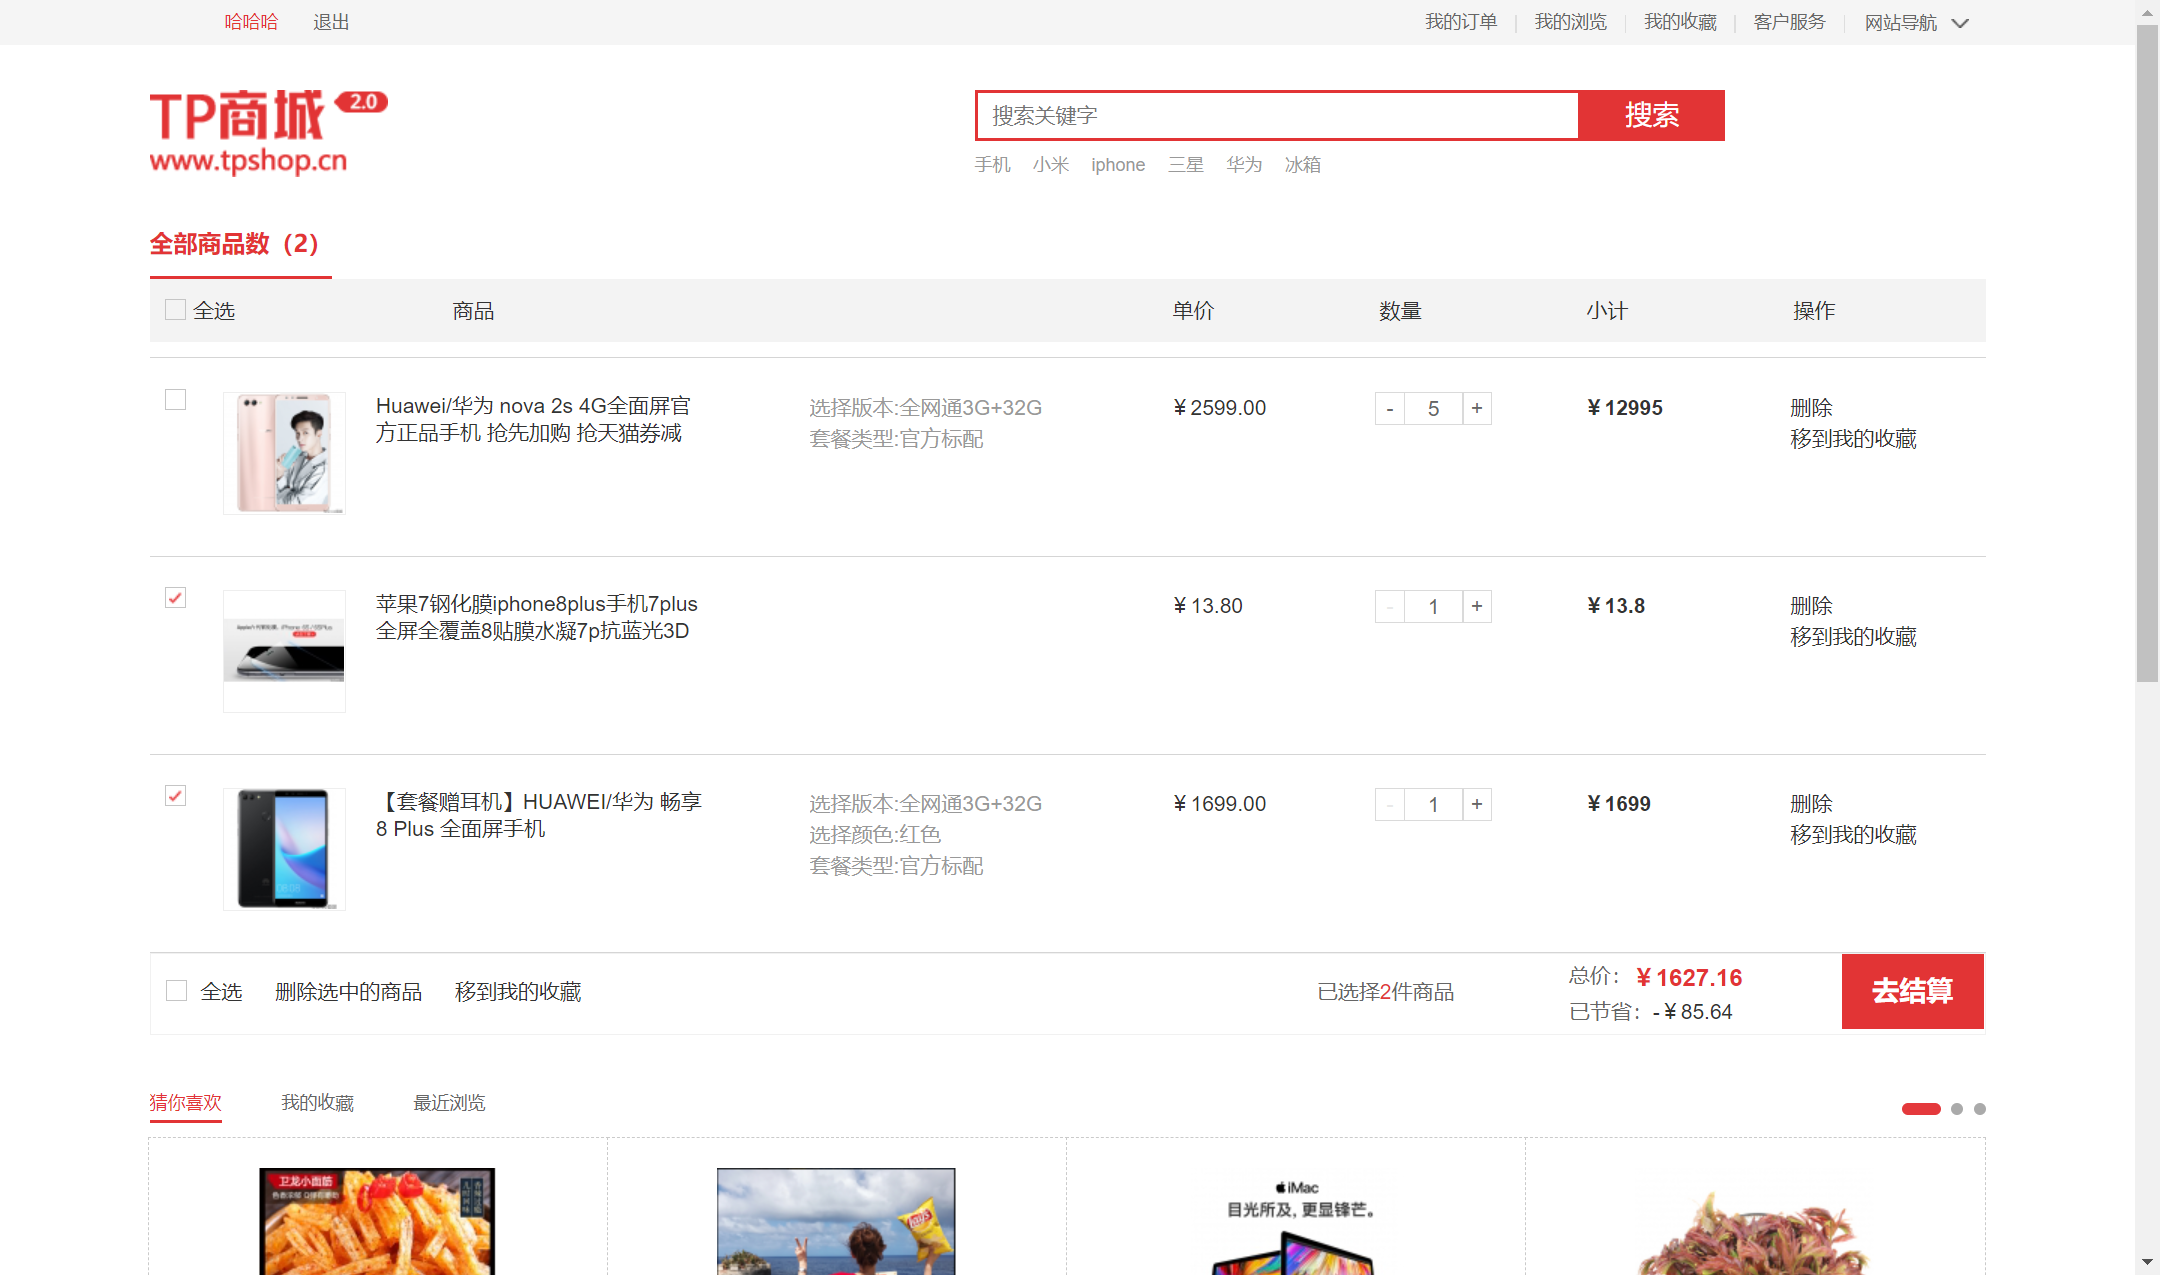 哈哈哈 退出 我的订单 我的浏览 我的收藏 客户服务 网站导航
TP商城 2.0
www.tpshop.cn
搜索关键字 搜索
手机 小米 iphone 三星 华为 冰箱
全部商品数（2）
全选 商品 单价 数量 小计 操作
Huawei/华为 nova 2s 4G全面屏官
方正品手机 抢先加购 抢天猫券减
选择版本:全网通3G+32G
套餐类型:官方标配
¥ 2599.00 - 5 + ¥ 12995 删除
移到我的收藏
苹果7钢化膜iphone8plus手机7plus
全屏全覆盖8贴膜水凝7p抗蓝光3D
¥ 13.80 - 1 + ¥ 13.8 删除
移到我的收藏
【套餐赠耳机】HUAWEI/华为 畅享
8 Plus 全面屏手机
选择版本:全网通3G+32G
选择颜色:红色
套餐类型:官方标配
¥ 1699.00 - 1 + ¥ 1699 删除
移到我的收藏
全选 删除选中的商品 移到我的收藏 已选择2件商品
总价： ¥ 1627.16
已节省：- ¥ 85.64
去结算
猜你喜欢 我的收藏 最近浏览
卫龙小面筋
iMac
目光所及, 更显锋芒。